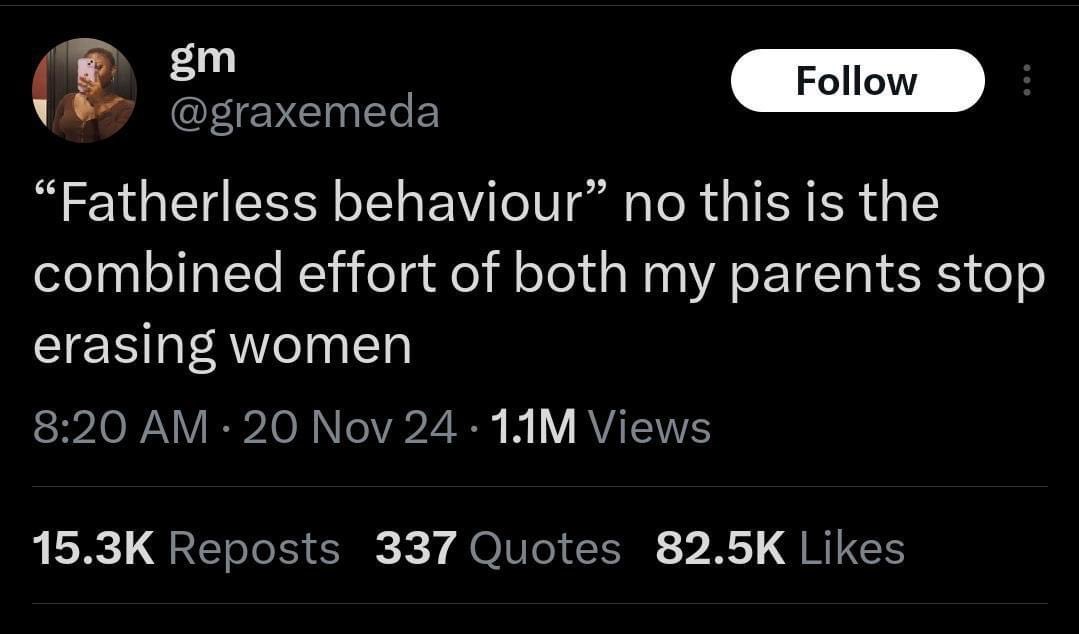 gm
@graxemeda
Follow
“Fatherless behaviour” no this is the
combined effort of both my parents stop
erasing women
8:20 AM · 20 Nov 24 · 1.1M Views
15.3K Reposts 337 Quotes 82.5K Likes